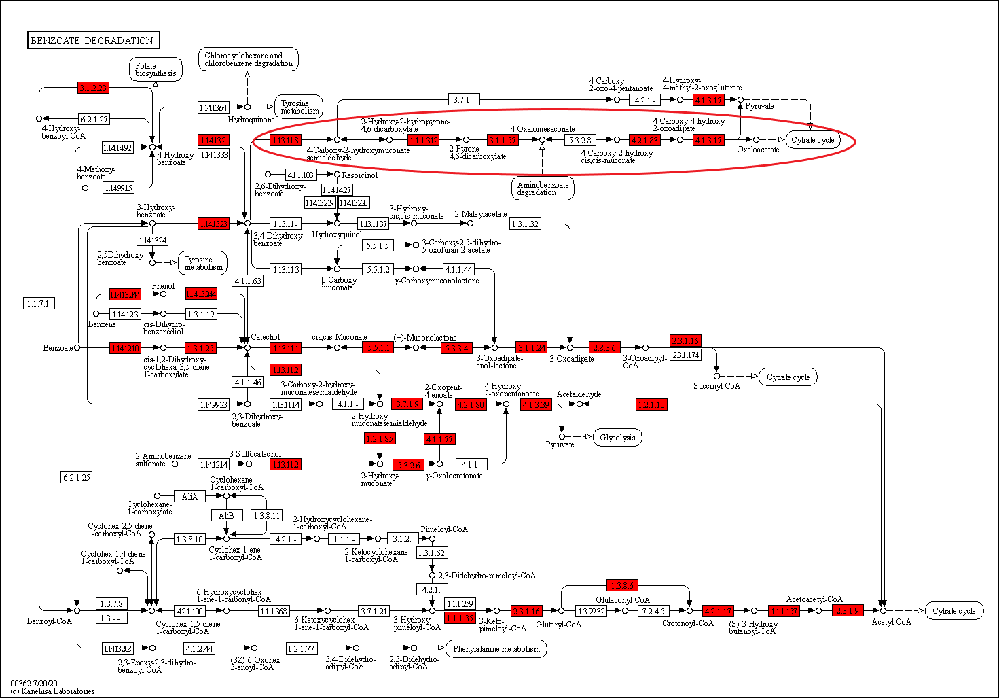 BENZOATE DEGRADATION
Folate
biosynthesis
Chlorocyclohexane and
chlorobenzene degradation
3.1.2.23
1.14.13.64
Hydroquinone
Tyrosine
metabolism
6.2.1.27
4-Hydroxy-
benzoyl-CoA
1.14.14.92
4-Hydroxy-
benzoate
1.14.13.2
1.14.13.33
4-Methoxy-
benzoate
1.14.99.15
3.7.1.-
4-Carboxy-
2-oxo-4-pentanoate
4.2.1.-
4-Hydroxy-
4-methyl-2-oxoglutarate
4.1.3.17
Pyruvate
1.13.11.8
4-Carboxy-2-hydroxymuconate
semialdehyde
2-Hydroxy-2-hydropyrone-
4,6-dicarboxylate
1.1.1.312
2-Pyrone-
4,6-dicarboxylate
3.1.1.57
4-Oxalomesaconate
5.3.2.8
4-Carboxy-2-hydroxy-
cis,cis-muconate
4.2.1.83
4-Carboxy-4-hydroxy-
2-oxoadipate
4.1.3.17
Oxaloacetate
Cytrate cycle
Aminobenzoate
degradation
2,6-Dihydroxy-
benzoate
4.1.1.103
Resorcinol
1.14.14.27
1.14.13.219
1.14.13.220
3-Hydroxy-
benzoate
1.14.13.23
3,4-Dihydroxy-
benzoate
1.13.11.-
Hydroxyquinol
1.13.11.37
3-Hydroxy-
cis,cis-muconate
2-Maleylacetate
1.3.1.32
1.14.13.24
2,5Dihydroxy-
benzoate
Tyrosine
metabolism
5.5.1.5
3-Carboxy-2,5-dihydro-
5-oxofuran-2-acetate
1.13.11.3
β-Carboxy-
muconate
5.5.1.2
γ-Carboxymuconolactone
4.1.1.44
4.1.1.63
1.1.7.1
Phenol
1.14.13.244
1.14.13.244
Benzene
1.14.12.3
cis-Dihydro-
benzenediol
1.3.1.19
Benzoate
1.14.12.10
cis-1,2-Dihydroxy-
cyclohexa-3,5-diene-
1-carboxylate
1.3.1.25
Catechol
1.13.11.1
cis,cis-Muconate
5.5.1.1
(+)-Muconolactone
5.3.3.4
3-Oxoadipate-
enol-lactone
3.1.1.24
3-Oxoadipate
2.8.3.6
3-Oxoadipyl-
CoA
2.3.1.16
2.3.1.174
Succinyl-CoA
Cytrate cycle
1.13.11.2
4.1.1.46
1.14.99.23
2,3-Dihydroxy-
benzoate
1.13.11.14
3-Carboxy-2-hydroxy-
muconatesemialdehyde
4.1.1.-
2-Hydroxy-
muconatesemialdehyde
3.7.1.9
2-Oxopent-
4-enoate
4.2.1.80
4-Hydroxy-
2-oxopentanoate
4.1.3.39
Acetaldehyde
1.2.1.10
Pyruvate
Glycolysis
1.2.1.85
4.1.1.77
2-Aminobenzene-
sulfonate
1.14.12.14
3-Sulfocatechol
1.13.11.2
2-Hydroxy-
muconate
5.3.2.6
γ-Oxalocrotonate
4.1.1.-
6.2.1.25
Cyclohexane-
1-carboxyl-CoA
Cyclohexane-
1-carboxylate
AliA
AliB
1.3.8.11
Cyclohex-2,5-diene-
1-carboxyl-CoA
1.3.8.10
Cyclohex-1-ene-
1-carboxyl-CoA
4.2.1.-
2-Hydroxycyclohexane-
1-carboxyl-CoA
1.1.1.-
2-Ketocyclohexane-
1-carboxyl-CoA
3.1.2.-
Pimeloyl-CoA
1.3.1.62
Cyclohex-1,4-diene-
1-carboxyl-CoA
2,3-Didehydro-pimeloyl-CoA
4.2.1.-
Benzoyl-CoA
1.3.7.8
1.3.-.-
Cyclohex-1,5-diene-
1-carboxyl-CoA
4.2.1.100
6-Hydroxycyclohex-
1-ene-1-carbonyl-CoA
1.1.1.368
6-Ketoxycyclohex-
1-ene-1-carboxyl-CoA
3.7.1.21
3-Hydroxy-
pimeloyl-CoA
1.1.1.259
1.1.1.35
3-Keto-
pimeloyl-CoA
2.3.1.16
Glutaryl-CoA
1.3.8.6
1.3.99.32
Glutaconyl-CoA
7.2.4.5
Crotonoyl-CoA
4.2.1.17
(S)-3-Hydroxy-
butanoyl-CoA
1.1.1.157
Acetoacetyl-CoA
2.3.1.9
Acetyl-CoA
Cytrate cycle
1.14.13.208
2,3-Epoxy-2,3-dihydro-
benzoyl-CoA
4.1.2.44
(3Z)-6-Oxohex-
3-enoyl-CoA
1.2.1.77
3,4-Didehydro-
adipyl-CoA
2,3-Didehydro-
adipyl-CoA
Phenylalanine metabolism
00362 7/20/20
(c) Kanehisa Laboratories